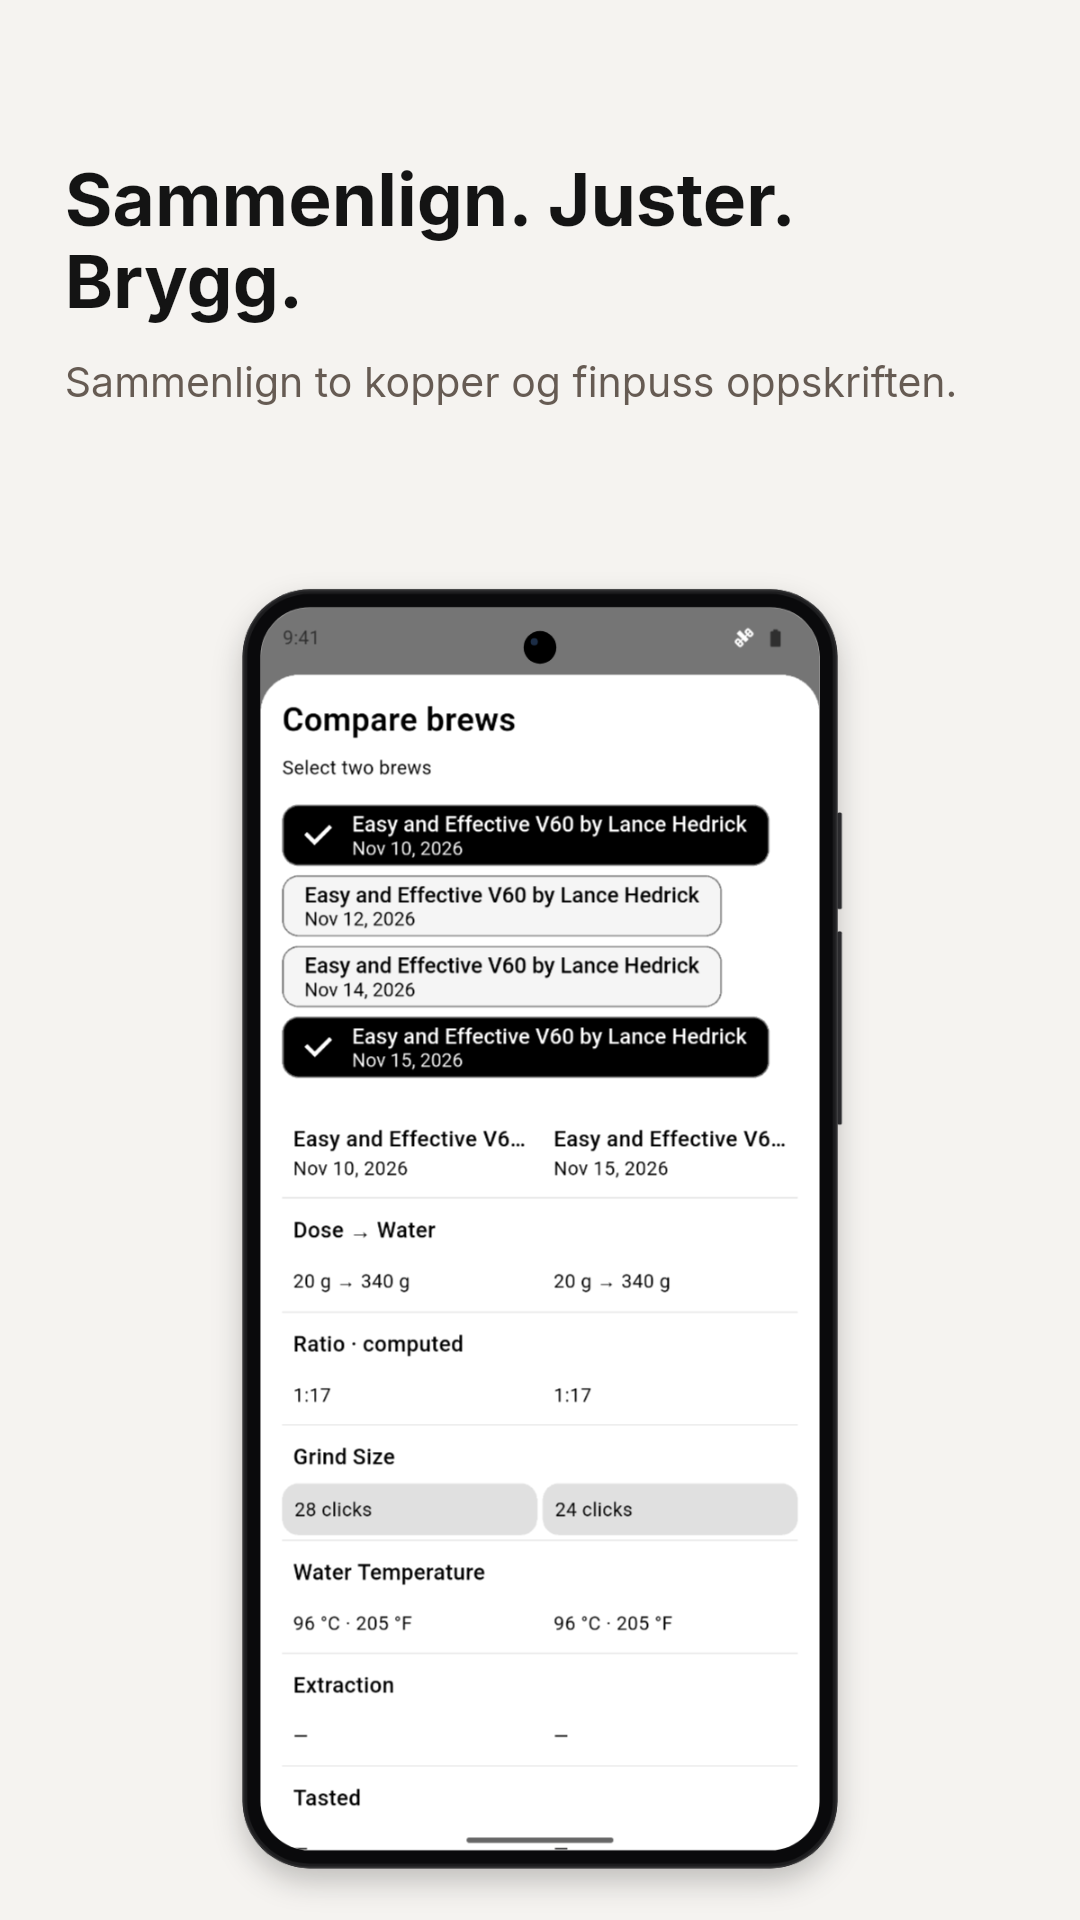 Sammenlign. Juster.
Brygg.
Sammenlign to kopper og finpuss oppskriften.
9:41
Compare brews
Select two brews
Easy and Effective V60 by Lance Hedrick
Nov 10, 2026
Easy and Effective V60 by Lance Hedrick
Nov 12, 2026
Easy and Effective V60 by Lance Hedrick
Nov 14, 2026
Easy and Effective V60 by Lance Hedrick
Nov 15, 2026
Easy and Effective V6… Easy and Effective V6…
Nov 10, 2026 Nov 15, 2026
Dose → Water
20 g → 340 g 20 g → 340 g
Ratio · computed
1:17 1:17
Grind Size
28 clicks 24 clicks
Water Temperature
96 °C · 205 °F 96 °C · 205 °F
Extraction
– –
Tasted
– –